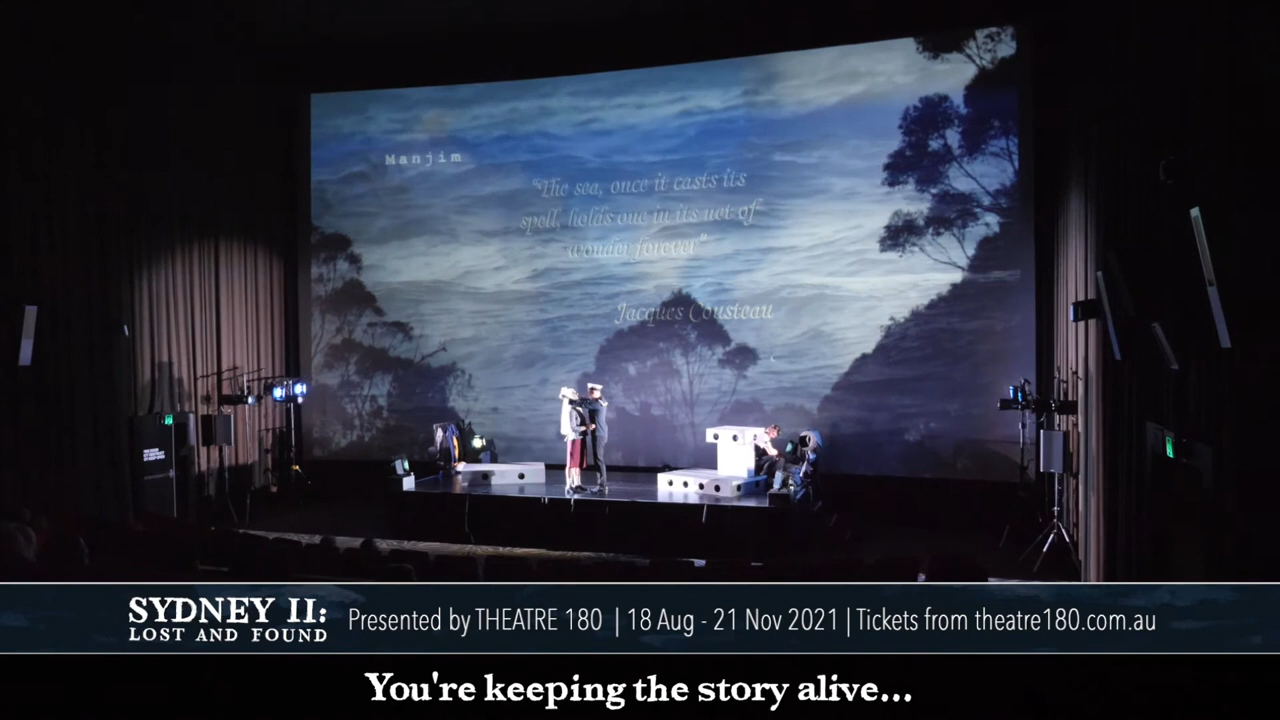 Manjim
"The sea, once it casts its
spell, holds one in its net of
wonder forever"
Jacques Cousteau
SYDNEY II:
LOST AND FOUND
Presented by THEATRE 180 | 18 Aug - 21 Nov 2021 | Tickets from theatre180.com.au
You're keeping the story alive...